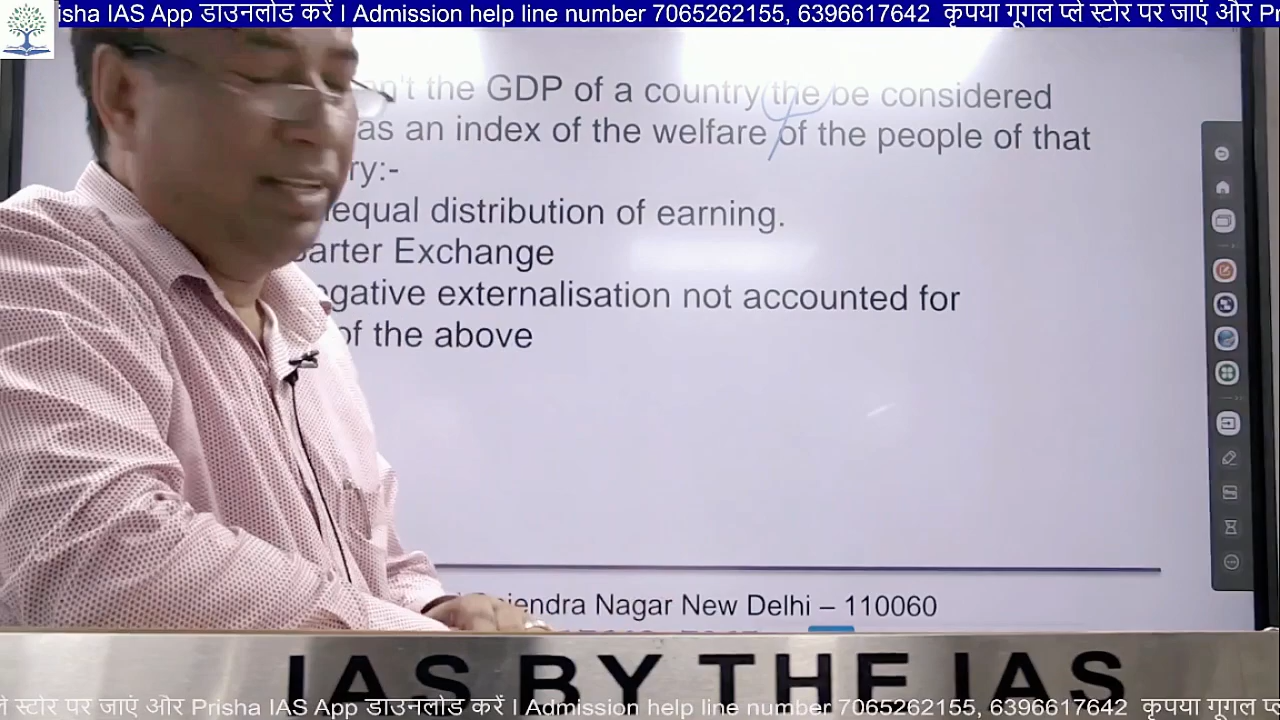 isha IAS App डाउनलोड करें I Admission help line number 7065262155, 6396617642 कृपया गूगल प्ले स्टोर पर जाएं और Pr
n't the GDP of a country the be considered
as an index of the welfare of the people of that
ry:-
equal distribution of earning.
arter Exchange
egative externalisation not accounted for
of the above
jendra Nagar New Delhi – 110060
IAS BY THE IAS
ले स्टोर पर जाएं और Prisha IAS App डाउनलोड करें I Admission help line number 7065262155, 6396617642 कृपया गूगल प्ले